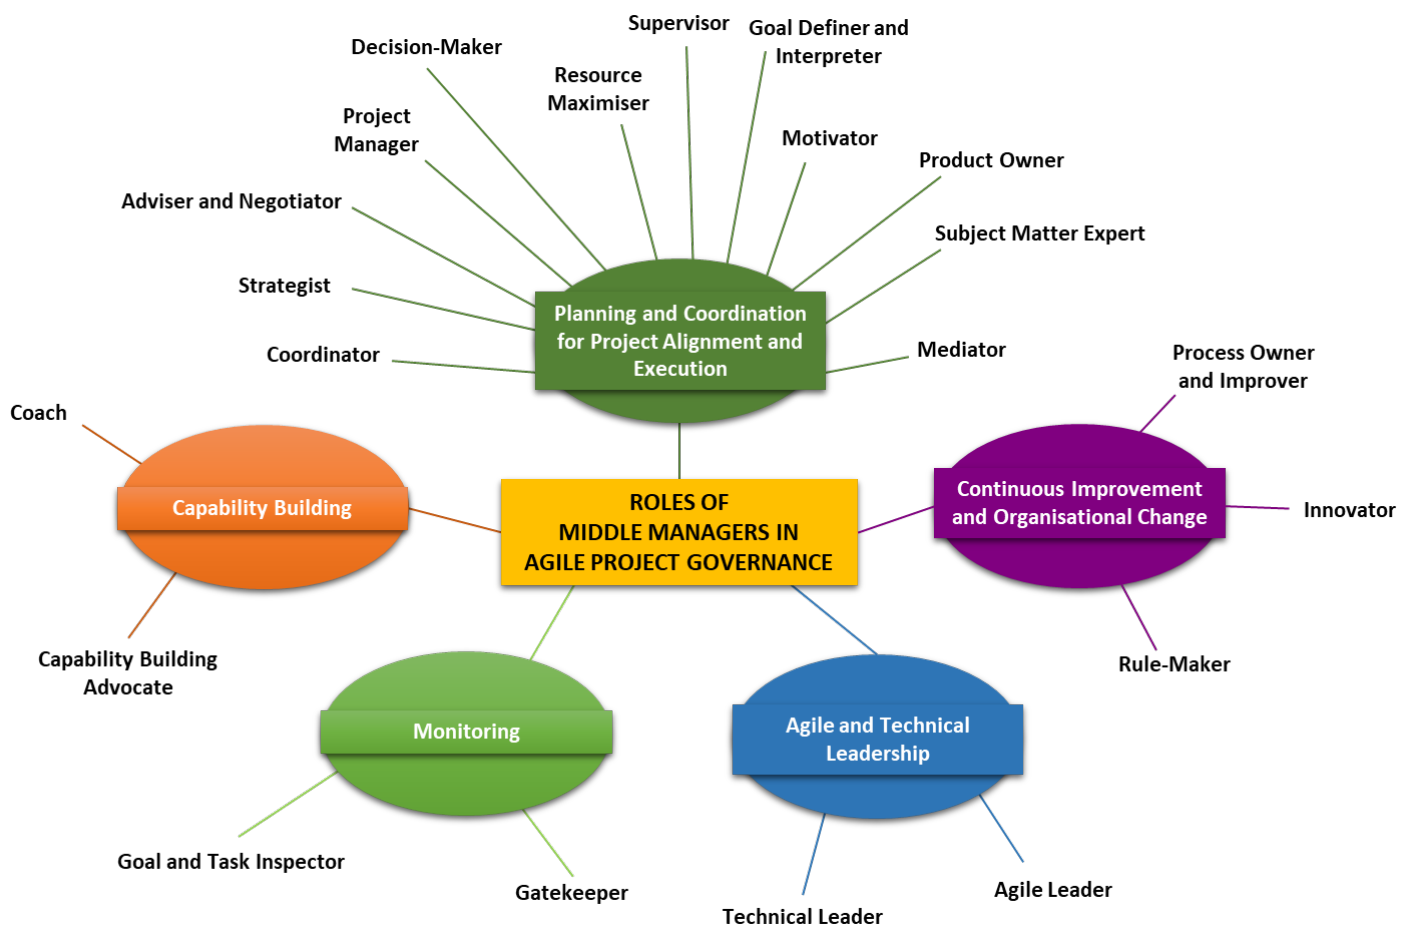 Supervisor
Goal Definer and
Interpreter
Decision-Maker
Resource
Maximiser
Project
Manager
Motivator
Product Owner
Adviser and Negotiator
Subject Matter Expert
Strategist
Planning and Coordination
for Project Alignment and
Execution
Coordinator
Mediator
Process Owner
and Improver
Coach
Capability Building
Continuous Improvement
and Organisational Change
Innovator
ROLES OF
MIDDLE MANAGERS IN
AGILE PROJECT GOVERNANCE
Capability Building
Advocate
Rule-Maker
Monitoring
Agile and Technical
Leadership
Goal and Task Inspector
Gatekeeper
Agile Leader
Technical Leader